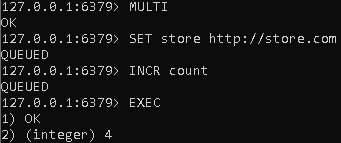 127.0.0.1:6379> MULTI
OK
127.0.0.1:6379> SET store http://store.com
QUEUED
127.0.0.1:6379> INCR count
QUEUED
127.0.0.1:6379> EXEC
1) OK
2) (integer) 4